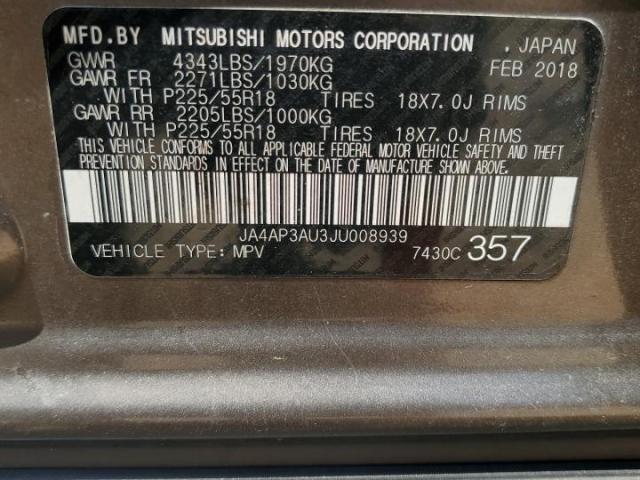 MFD.BY MITSUBISHI MOTORS CORPORATION , JAPAN
GVWR 4343LBS/1970KG FEB 2018
GAWR FR 2271LBS/1030KG
WITH P225/55R18 TIRES 18X7.0J RIMS
GAWR RR 2205LBS/1000KG
WITH P225/55R18 TIRES 18X7.0J RIMS
THIS VEHICLE CONFORMS TO ALL APPLICABLE FEDERAL MOTOR VEHICLE SAFETY AND THEFT
PREVENTION STANDARDS IN EFFECT ON THE DATE OF MANUFACTURE SHOWN ABOVE.
JA4AP3AU3JU008939
VEHICLE TYPE: MPV 7430C 357